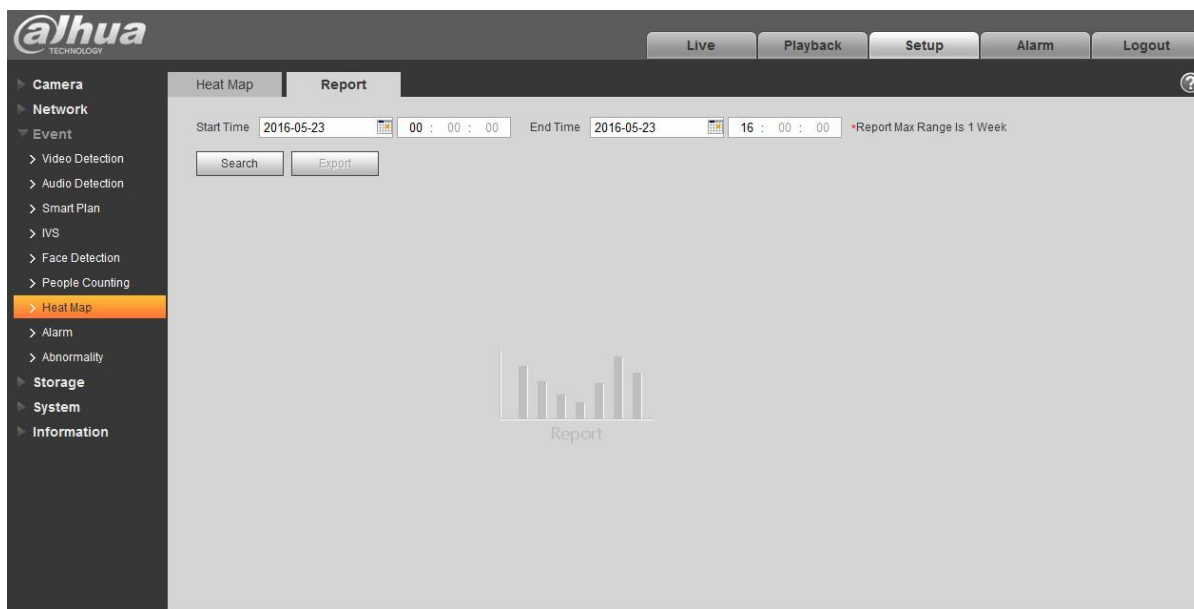 alhua
TECHNOLOGY
Live Playback Setup Alarm Logout
Camera
Network
Event
Video Detection
Audio Detection
Smart Plan
IVS
Face Detection
People Counting
Heat Map
Alarm
Abnormality
Storage
System
Information
Heat Map Report ?
Start Time 2016-05-23 00 : 00 : 00 End Time 2016-05-23 16 : 00 : 00 *Report Max Range Is 1 Week
Search Export
Report